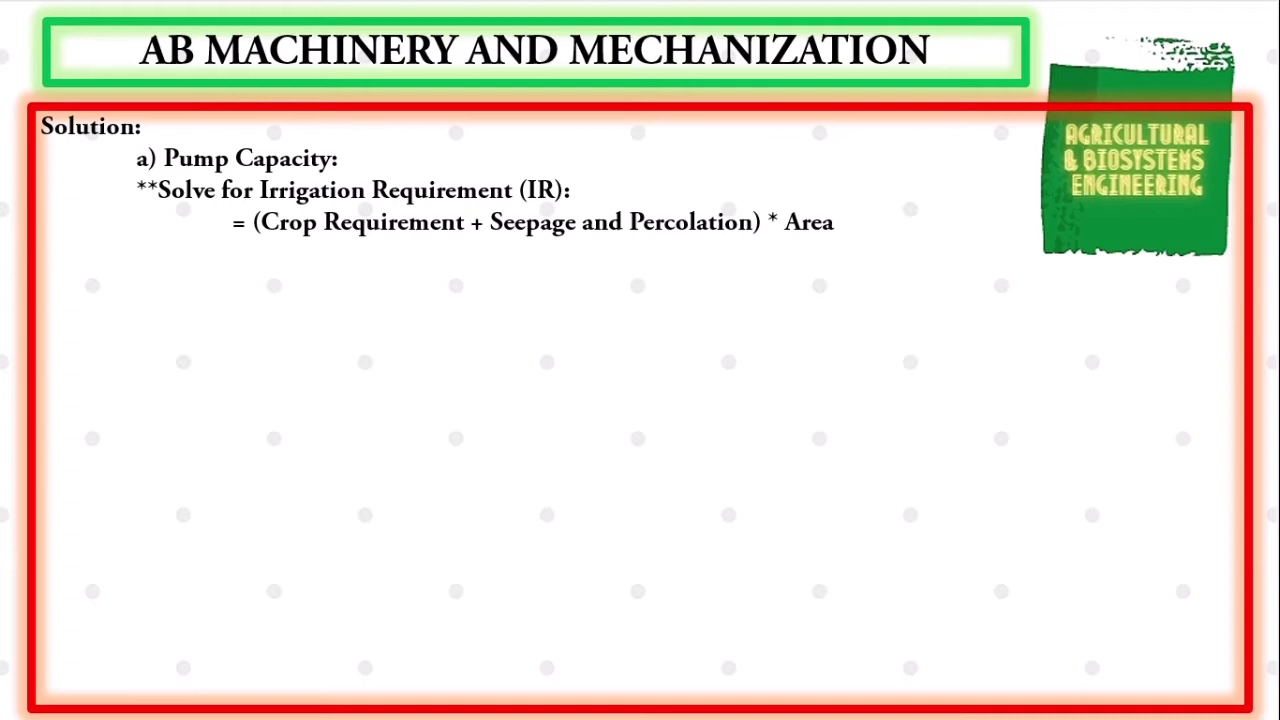 AB MACHINERY AND MECHANIZATION
AGRICULTURAL
& BIOSYSTEMS
ENGINEERING
Solution:
a) Pump Capacity:
**Solve for Irrigation Requirement (IR):
= (Crop Requirement + Seepage and Percolation) * Area